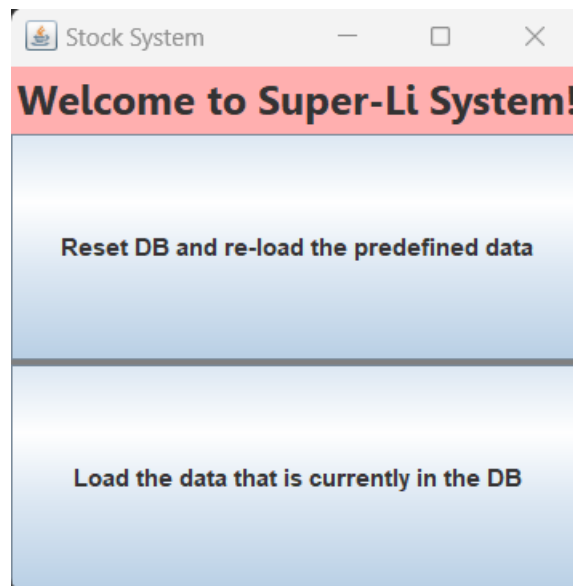 Stock System
Welcome to Super-Li System!
Reset DB and re-load the predefined data
Load the data that is currently in the DB